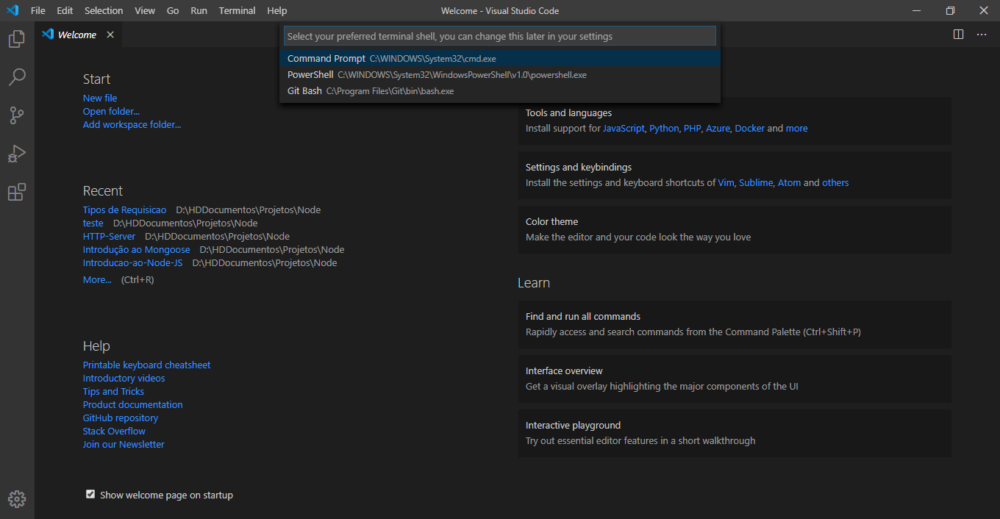 File Edit Selection View Go Run Terminal Help
Welcome - Visual Studio Code
Welcome
Select your preferred terminal shell, you can change this later in your settings
Command Prompt C:\WINDOWS\System32\cmd.exe
PowerShell C:\WINDOWS\System32\WindowsPowerShell\v1.0\powershell.exe
Git Bash C:\Program Files\Git\bin\bash.exe
Start
New file
Open folder...
Add workspace folder...
Recent
Tipos de Requisicao D:\HDDocumentos\Projetos\Node
teste D:\HDDocumentos\Projetos\Node
HTTP-Server D:\HDDocumentos\Projetos\Node
Introdução ao Mongoose D:\HDDocumentos\Projetos\Node
Introducao-ao-Node-JS D:\HDDocumentos\Projetos\Node
More... (Ctrl+R)
Help
Printable keyboard cheatsheet
Introductory videos
Tips and Tricks
Product documentation
GitHub repository
Stack Overflow
Join our Newsletter
Show welcome page on startup
Tools and languages
Install support for JavaScript, Python, PHP, Azure, Docker and more
Settings and keybindings
Install the settings and keyboard shortcuts of Vim, Sublime, Atom and others
Color theme
Make the editor and your code look the way you love
Learn
Find and run all commands
Rapidly access and search commands from the Command Palette (Ctrl+Shift+P)
Interface overview
Get a visual overlay highlighting the major components of the UI
Interactive playground
Try out essential editor features in a short walkthrough